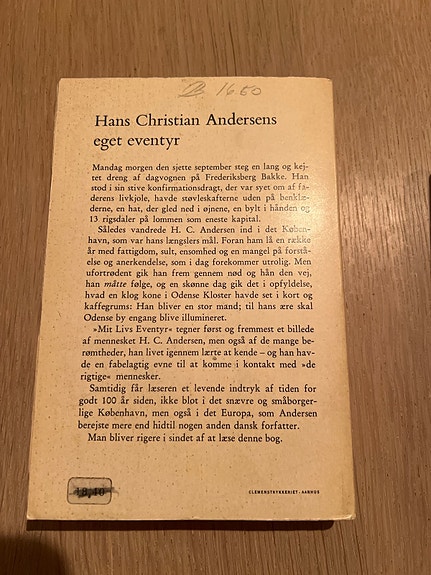 1650
Hans Christian Andersens
eget eventyr
Mandag morgen den sjette september steg en lang og kej-
tet dreng af dagvognen på Frederiksberg Bakke. Han
stod i sin stive konfirmationsdragt, der var syet om af fa-
derens livkjole, havde støvleskafterne uden på benklæ-
derne, en hat, der gled ned i øjnene, en bylt i hånden og
13 rigsdaler på lommen som eneste kapital.
Således vandrede H. C. Andersen ind i det Køben-
havn, som var hans længslers mål. Foran ham lå en række
år med fattigdom, sult, ensomhed og en mangel på forstå-
else og anerkendelse, som i dag forekommer utrolig. Men
ufortrødent gik han frem gennem nød og hån den vej,
han måtte følge, og en skønne dag gik det i opfyldelse,
hvad en klog kone i Odense Kloster havde set i kort og
kaffegrums: Han bliver en stor mand; til hans ære skal
Odense by engang blive illumineret.
»Mit Livs Eventyr« tegner først og fremmest et billede
af mennesket H. C. Andersen, men også af de mange be-
rømtheder, han livet igennem lærte at kende – og han hav-
de en fabelagtig evne til at komme i kontakt med »de
rigtige« mennesker.
Samtidig får læseren et levende indtryk af tiden for
godt 100 år siden, ikke blot i det snævre og småborger-
lige København, men også i det Europa, som Andersen
berejste mere end hidtil nogen anden dansk forfatter.
Man bliver rigere i sindet af at læse denne bog.
18,40
CLEMENSTRYKKERIET · AARHUS